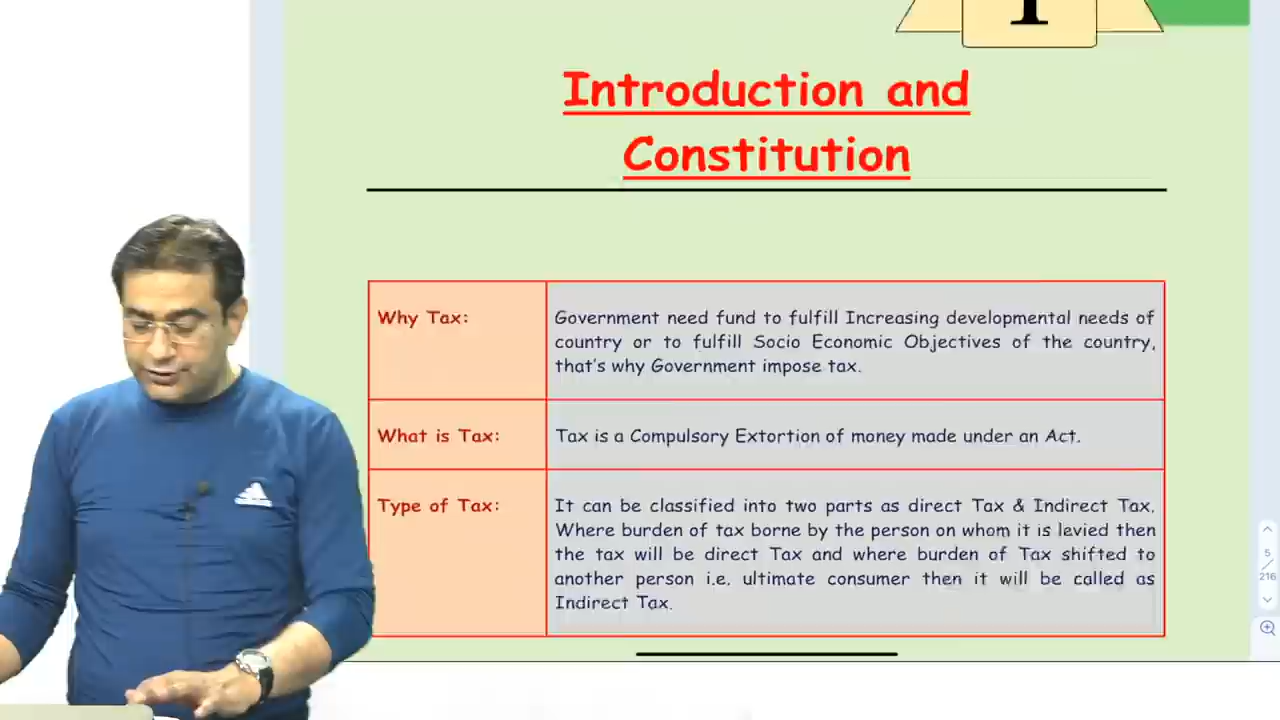 1
Introduction and
Constitution
Why Tax:
Government need fund to fulfill Increasing developmental needs of
country or to fulfill Socio Economic Objectives of the country,
that's why Government impose tax.
What is Tax:
Tax is a Compulsory Extortion of money made under an Act.
Type of Tax:
It can be classified into two parts as direct Tax & Indirect Tax.
Where burden of tax borne by the person on whom it is levied then
the tax will be direct Tax and where burden of Tax shifted to
another person i.e. ultimate consumer then it will be called as
Indirect Tax.
5
/
216